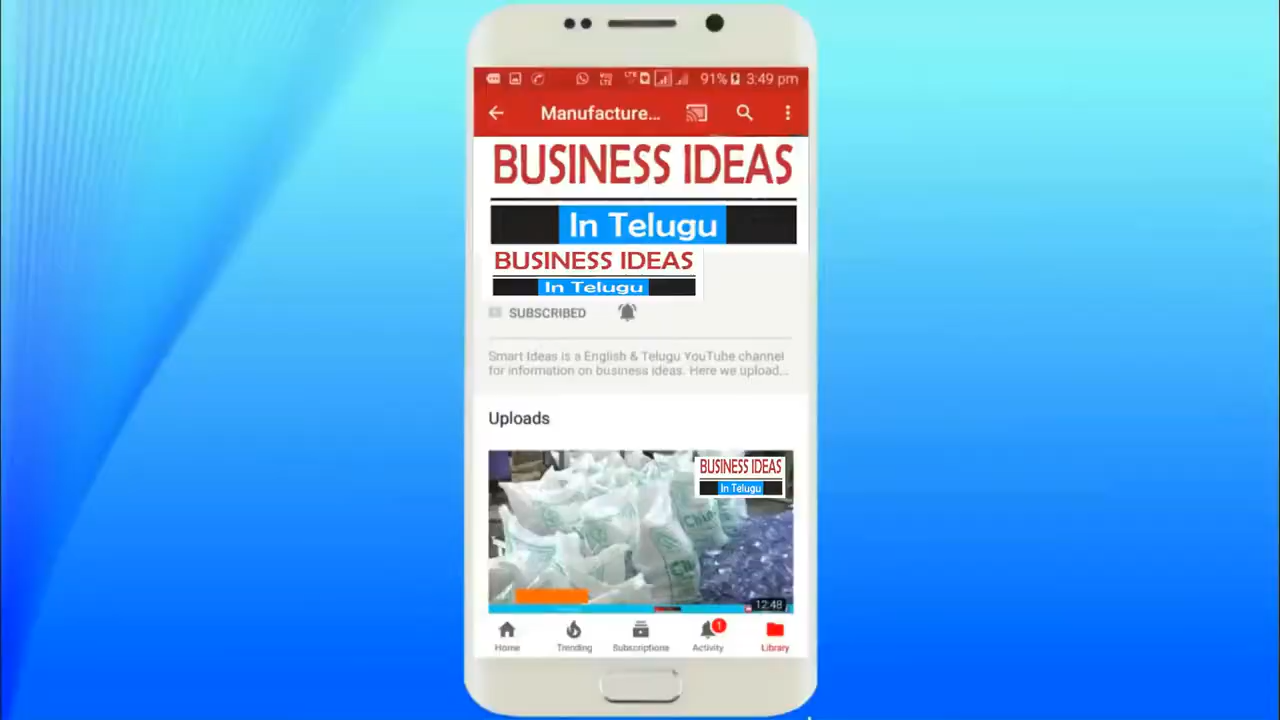 91% 3:49 pm
Manufacture...
BUSINESS IDEAS
In Telugu
BUSINESS IDEAS
In Telugu
SUBSCRIBED
Smart Ideas is a English & Telugu YouTube channel
for information on business ideas. Here we upload...
Uploads
BUSINESS IDEAS
In Telugu
12:48
1
Home Trending Subscriptions Activity Library